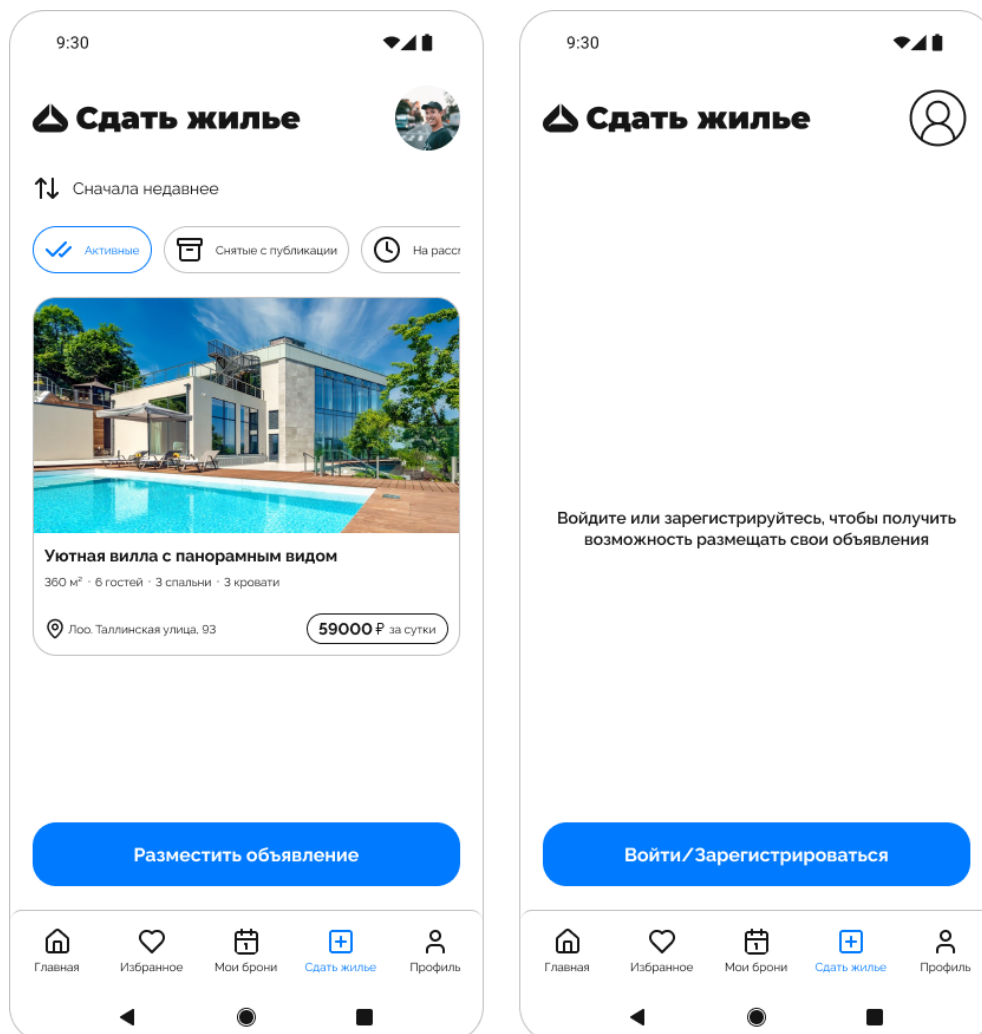 9:30
Сдать жилье
Сначала недавнее
Активные
Снятые с публикации
На рассм
Уютная вилла с панорамным видом
360 м² · 6 гостей · 3 спальни · 3 кровати
Лоо. Таллинская улица, 93
59000 ₽ за сутки
Разместить объявление
Главная
Избранное
1
Мои брони
Сдать жилье
Профиль
9:30
Сдать жилье
Войдите или зарегистрируйтесь, чтобы получить
возможность размещать свои объявления
Войти/Зарегистрироваться
Главная
Избранное
1
Мои брони
Сдать жилье
Профиль